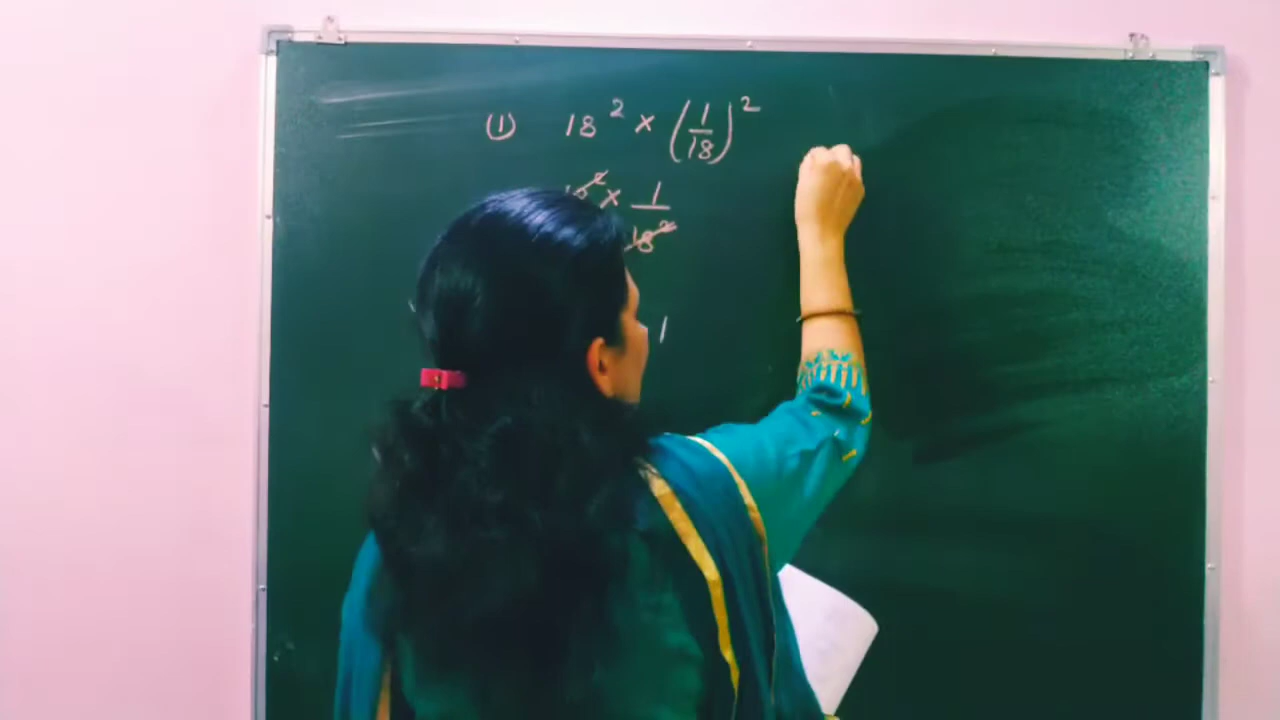 ① 18² × (1/18)²
18² × 1/18²
1